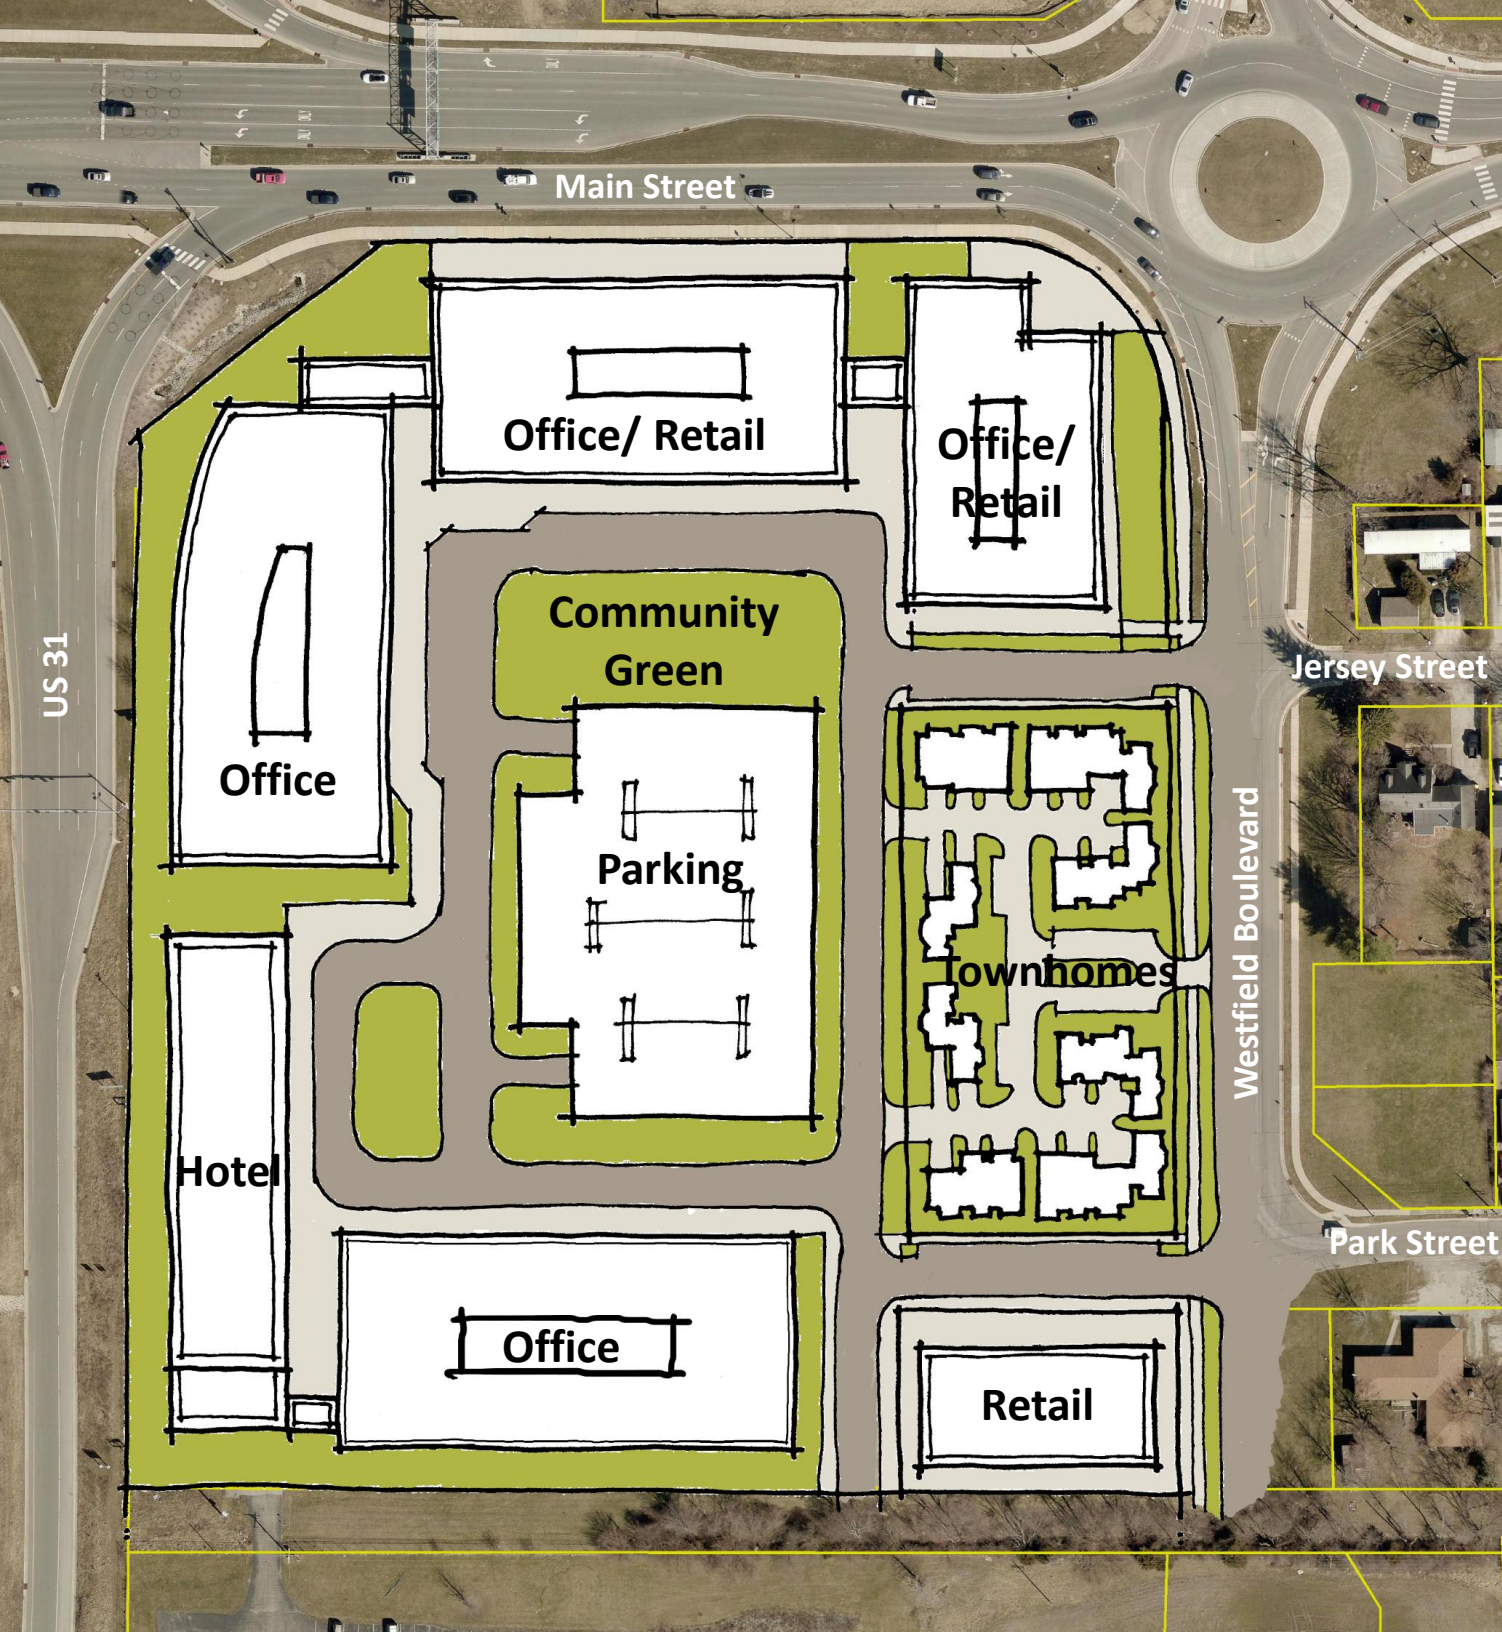 Main Street
Office/ Retail
Office/
Retail
Community
Green
US 31
Jersey Street
Office
Parking
Westfield Boulevard
Townhomes
Hotel
Park Street
Office
Retail